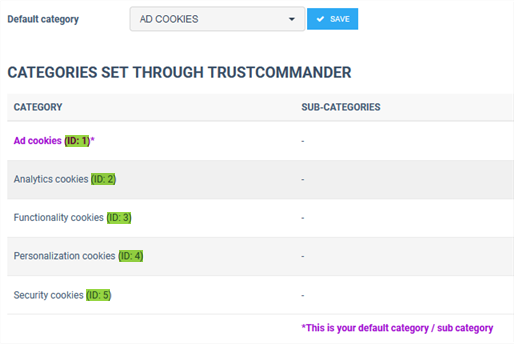 Default category AD COOKIES SAVE
CATEGORIES SET THROUGH TRUSTCOMMANDER
CATEGORY SUB-CATEGORIES
Ad cookies (ID: 1)* -
Analytics cookies (ID: 2) -
Functionality cookies (ID: 3) -
Personalization cookies (ID: 4) -
Security cookies (ID: 5) -
*This is your default category / sub category